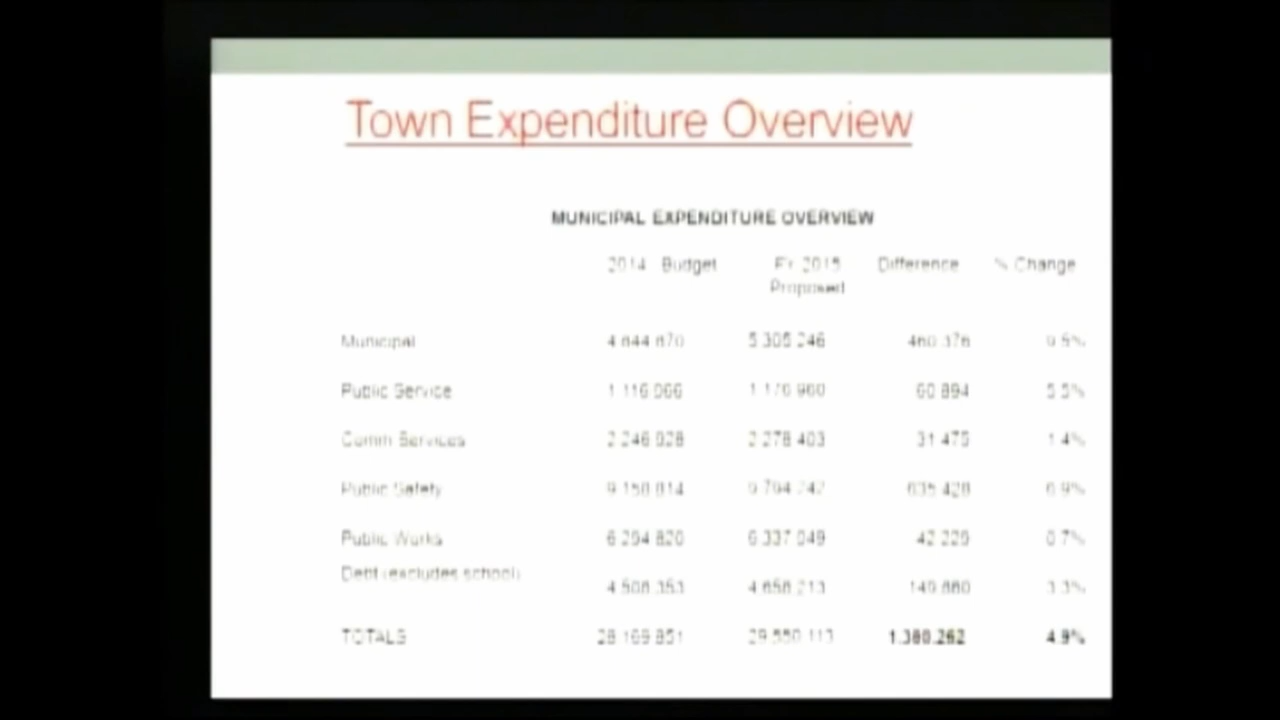 Town Expenditure Overview
MUNICIPAL EXPENDITURE OVERVIEW
2014 Budget FY 2015 Proposed Difference % Change
Municipal 4,844,870 5,305,246 460,376 9.5%
Public Service 1,116,066 1,176,960 60,894 5.5%
Comm Services 2,246,928 2,278,403 31,475 1.4%
Public Safety 9,158,814 9,794,242 635,428 6.9%
Public Works 6,294,820 6,337,049 42,229 0.7%
Debt (excludes school) 4,508,353 4,658,213 149,860 3.3%
TOTALS 28,169,851 29,550,113 1,380,262 4.9%